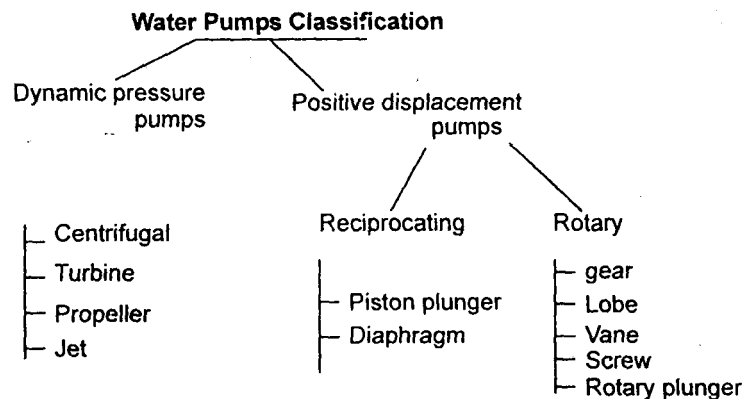 Water Pumps Classification
Dynamic pressure
pumps
Positive displacement
pumps
Centrifugal
Turbine
Propeller
Jet
Reciprocating
Piston plunger
Diaphragm
Rotary
gear
Lobe
Vane
Screw
Rotary plunger